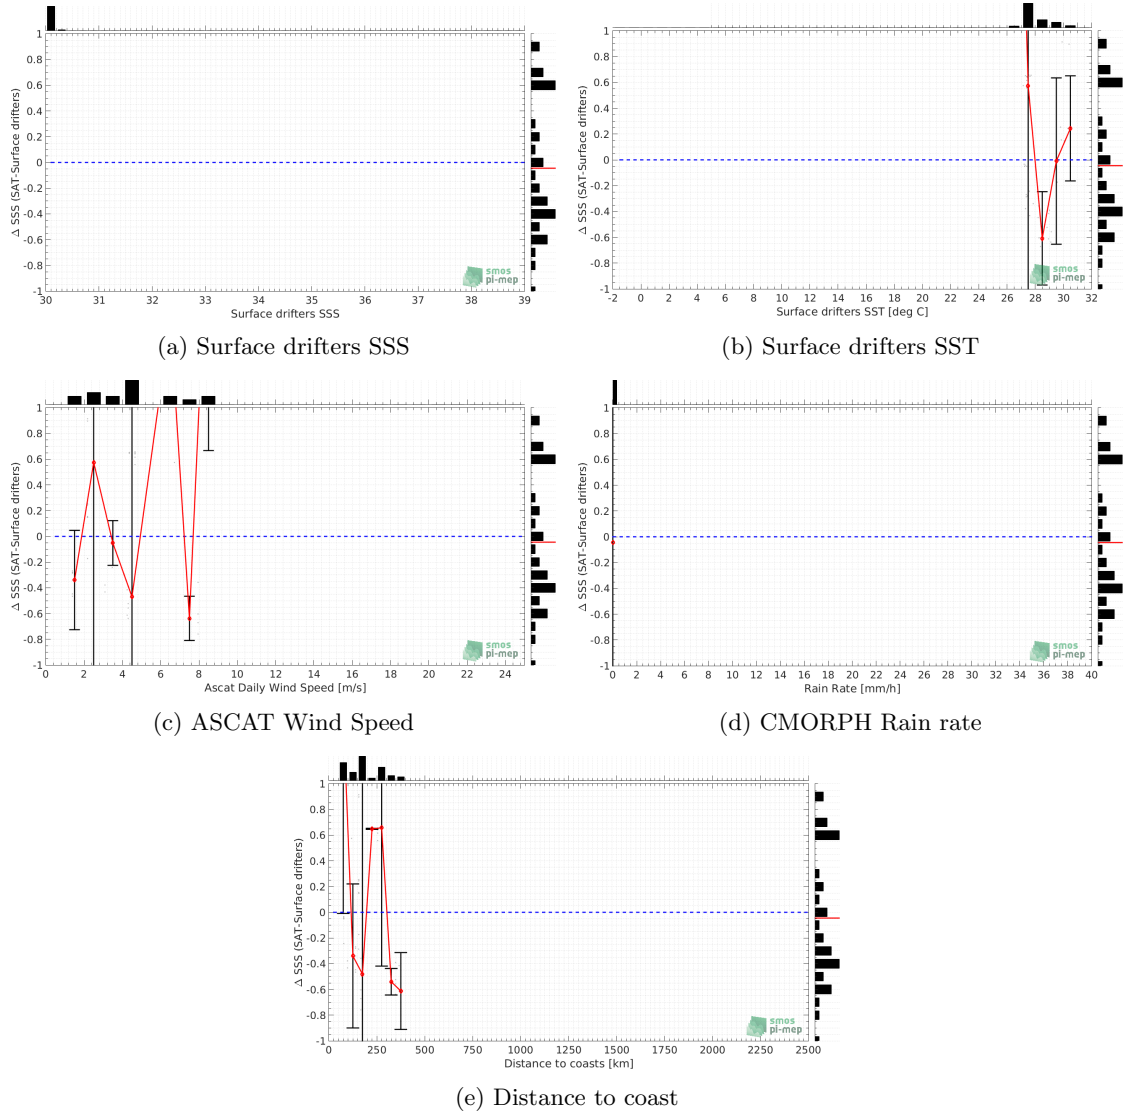 1
0.8
0.6
0.4
0.2
0
-0.2
-0.4
-0.6
-0.8
-1
Δ SSS (SAT-Surface drifters)
smos
pi-mep
30 31 32 33 34 35 36 37 38 39
Surface drifters SSS
(a) Surface drifters SSS
1
0.8
0.6
0.4
0.2
0
-0.2
-0.4
-0.6
-0.8
-1
Δ SSS (SAT-Surface drifters)
smos
pi-mep
-2 0 2 4 6 8 10 12 14 16 18 20 22 24 26 28 30 32
Surface drifters SST [deg C]
(b) Surface drifters SST
1
0.8
0.6
0.4
0.2
0
-0.2
-0.4
-0.6
-0.8
-1
Δ SSS (SAT-Surface drifters)
smos
pi-mep
0 2 4 6 8 10 12 14 16 18 20 22 24
Ascat Daily Wind Speed [m/s]
(c) ASCAT Wind Speed
1
0.8
0.6
0.4
0.2
0
-0.2
-0.4
-0.6
-0.8
-1
Δ SSS (SAT-Surface drifters)
smos
pi-mep
0 2 4 6 8 10 12 14 16 18 20 22 24 26 28 30 32 34 36 38 40
Rain Rate [mm/h]
(d) CMORPH Rain rate
1
0.8
0.6
0.4
0.2
0
-0.2
-0.4
-0.6
-0.8
-1
Δ SSS (SAT-Surface drifters)
smos
pi-mep
0 250 500 750 1000 1250 1500 1750 2000 2250 2500
Distance to coasts [km]
(e) Distance to coast